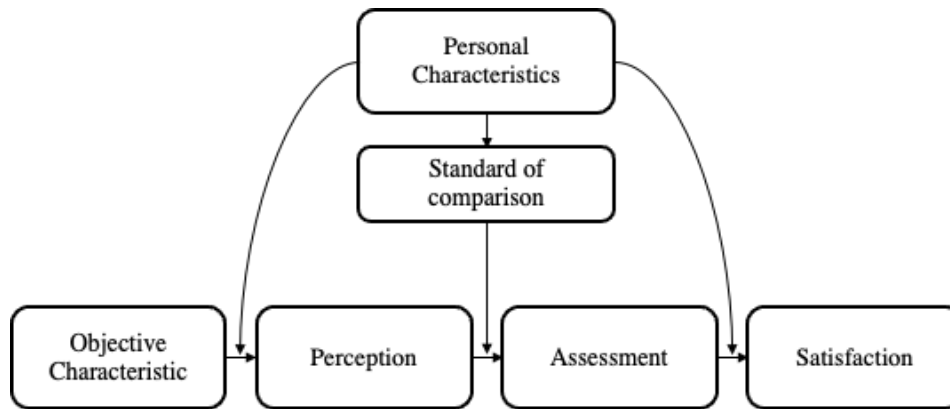 Personal
Characteristics
Standard of
comparison
Objective
Characteristic
Perception
Assessment
Satisfaction